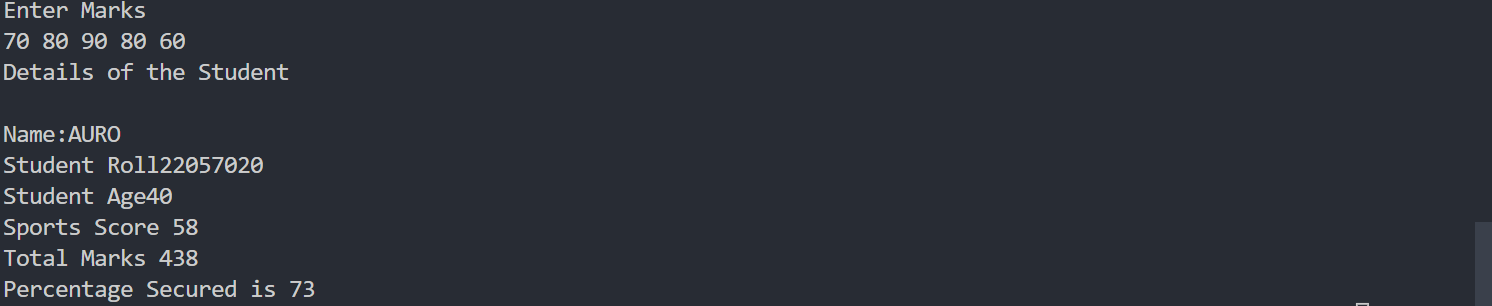 Enter Marks
70 80 90 80 60
Details of the Student
Name:AURO
Student Roll22057020
Student Age40
Sports Score 58
Total Marks 438
Percentage Secured is 73